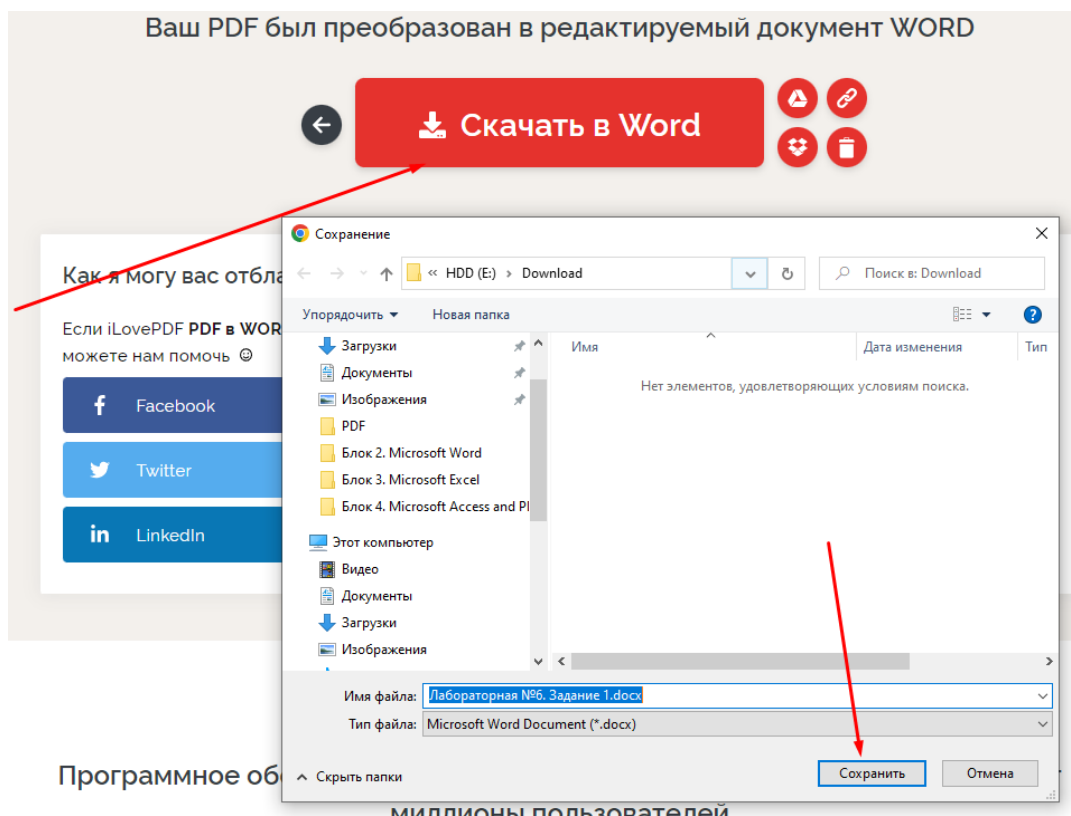 Ваш PDF был преобразован в редактируемый документ WORD
Скачать в Word
Как я могу вас отбла
Если iLovePDF PDF в WOR
можете нам помочь ☺
Facebook
Twitter
LinkedIn
Сохранение
« HDD (E:) › Download
Поиск в: Download
Упорядочить
Новая папка
Загрузки
Документы
Изображения
PDF
Блок 2. Microsoft Word
Блок 3. Microsoft Excel
Блок 4. Microsoft Access and Pl
Этот компьютер
Видео
Документы
Загрузки
Изображения
Имя
Дата изменения
Тип
Нет элементов, удовлетворяющих условиям поиска.
Имя файла: Лабораторная №6. Задание 1.docx
Тип файла: Microsoft Word Document (*.docx)
Скрыть папки
Сохранить
Отмена
Программное обе
миллионы пользователей